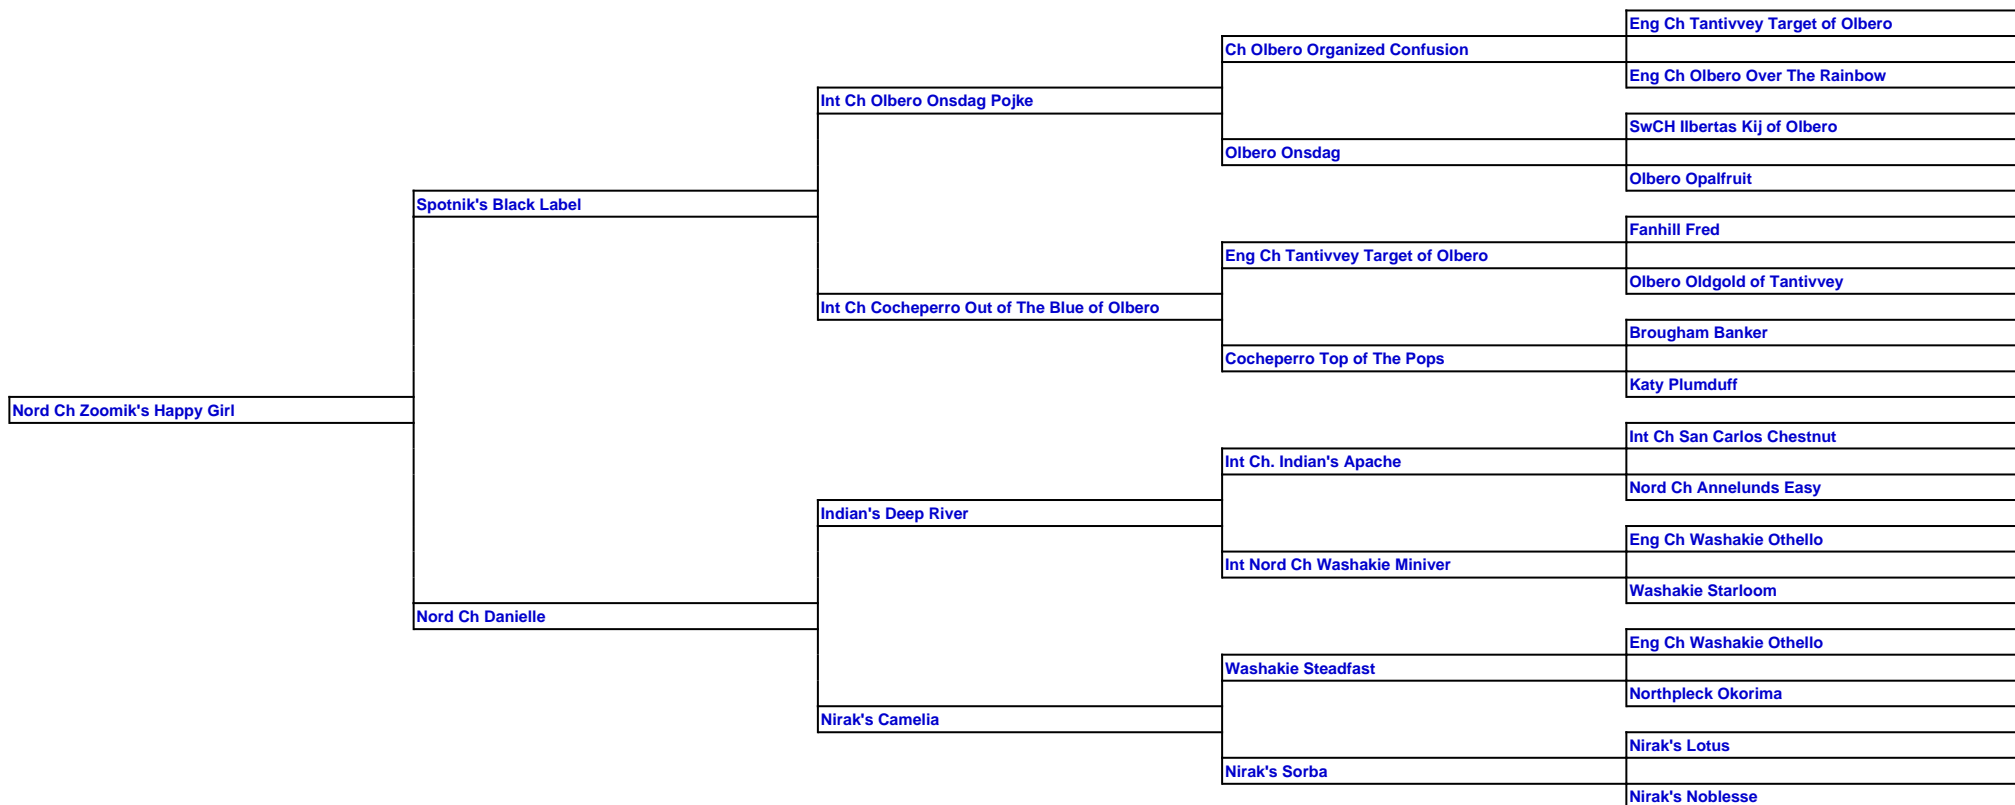 Eng Ch Tantivvey Target of Olbero
Ch Olbero Organized Confusion
Eng Ch Olbero Over The Rainbow
Int Ch Olbero Onsdag Pojke
SwCH Ilbertas Kij of Olbero
Olbero Onsdag
Olbero Opalfruit
Spotnik's Black Label
Fanhill Fred
Eng Ch Tantivvey Target of Olbero
Olbero Oldgold of Tantivvey
Int Ch Cocheperro Out of The Blue of Olbero
Brougham Banker
Cocheperro Top of The Pops
Katy Plumduff
Nord Ch Zoomik's Happy Girl
Int Ch San Carlos Chestnut
Int Ch. Indian's Apache
Nord Ch Annelunds Easy
Indian's Deep River
Eng Ch Washakie Othello
Int Nord Ch Washakie Miniver
Washakie Starloom
Nord Ch Danielle
Eng Ch Washakie Othello
Washakie Steadfast
Northpleck Okorima
Nirak's Camelia
Nirak's Lotus
Nirak's Sorba
Nirak's Noblesse